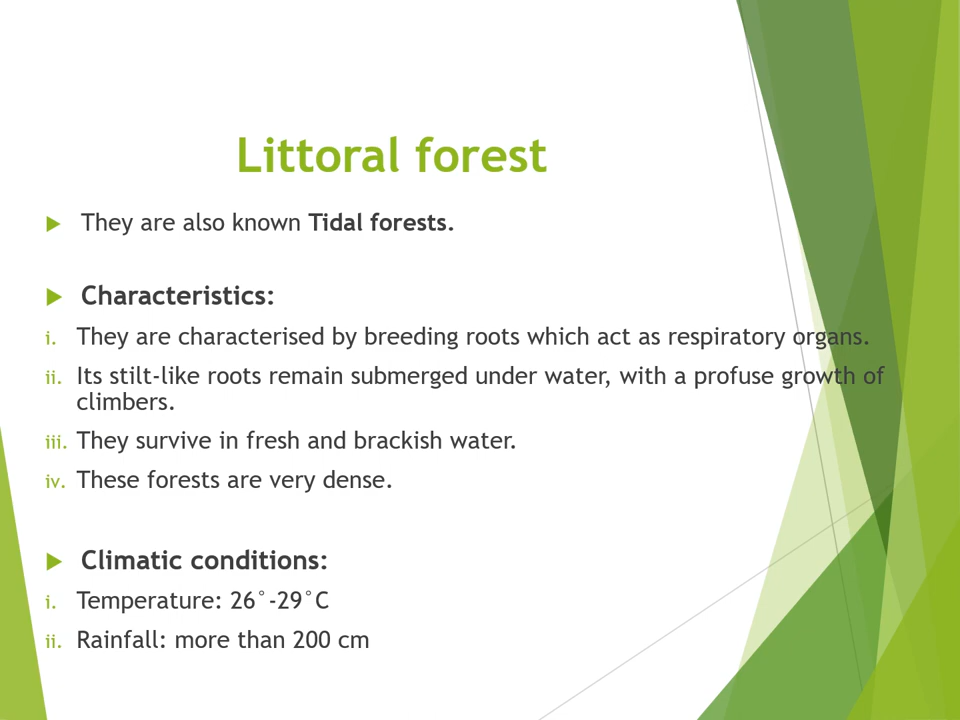 Littoral forest
They are also known Tidal forests.
Characteristics:
i. They are characterised by breeding roots which act as respiratory organs.
ii. Its stilt-like roots remain submerged under water, with a profuse growth of
climbers.
iii. They survive in fresh and brackish water.
iv. These forests are very dense.
Climatic conditions:
i. Temperature: 26°-29°C
ii. Rainfall: more than 200 cm